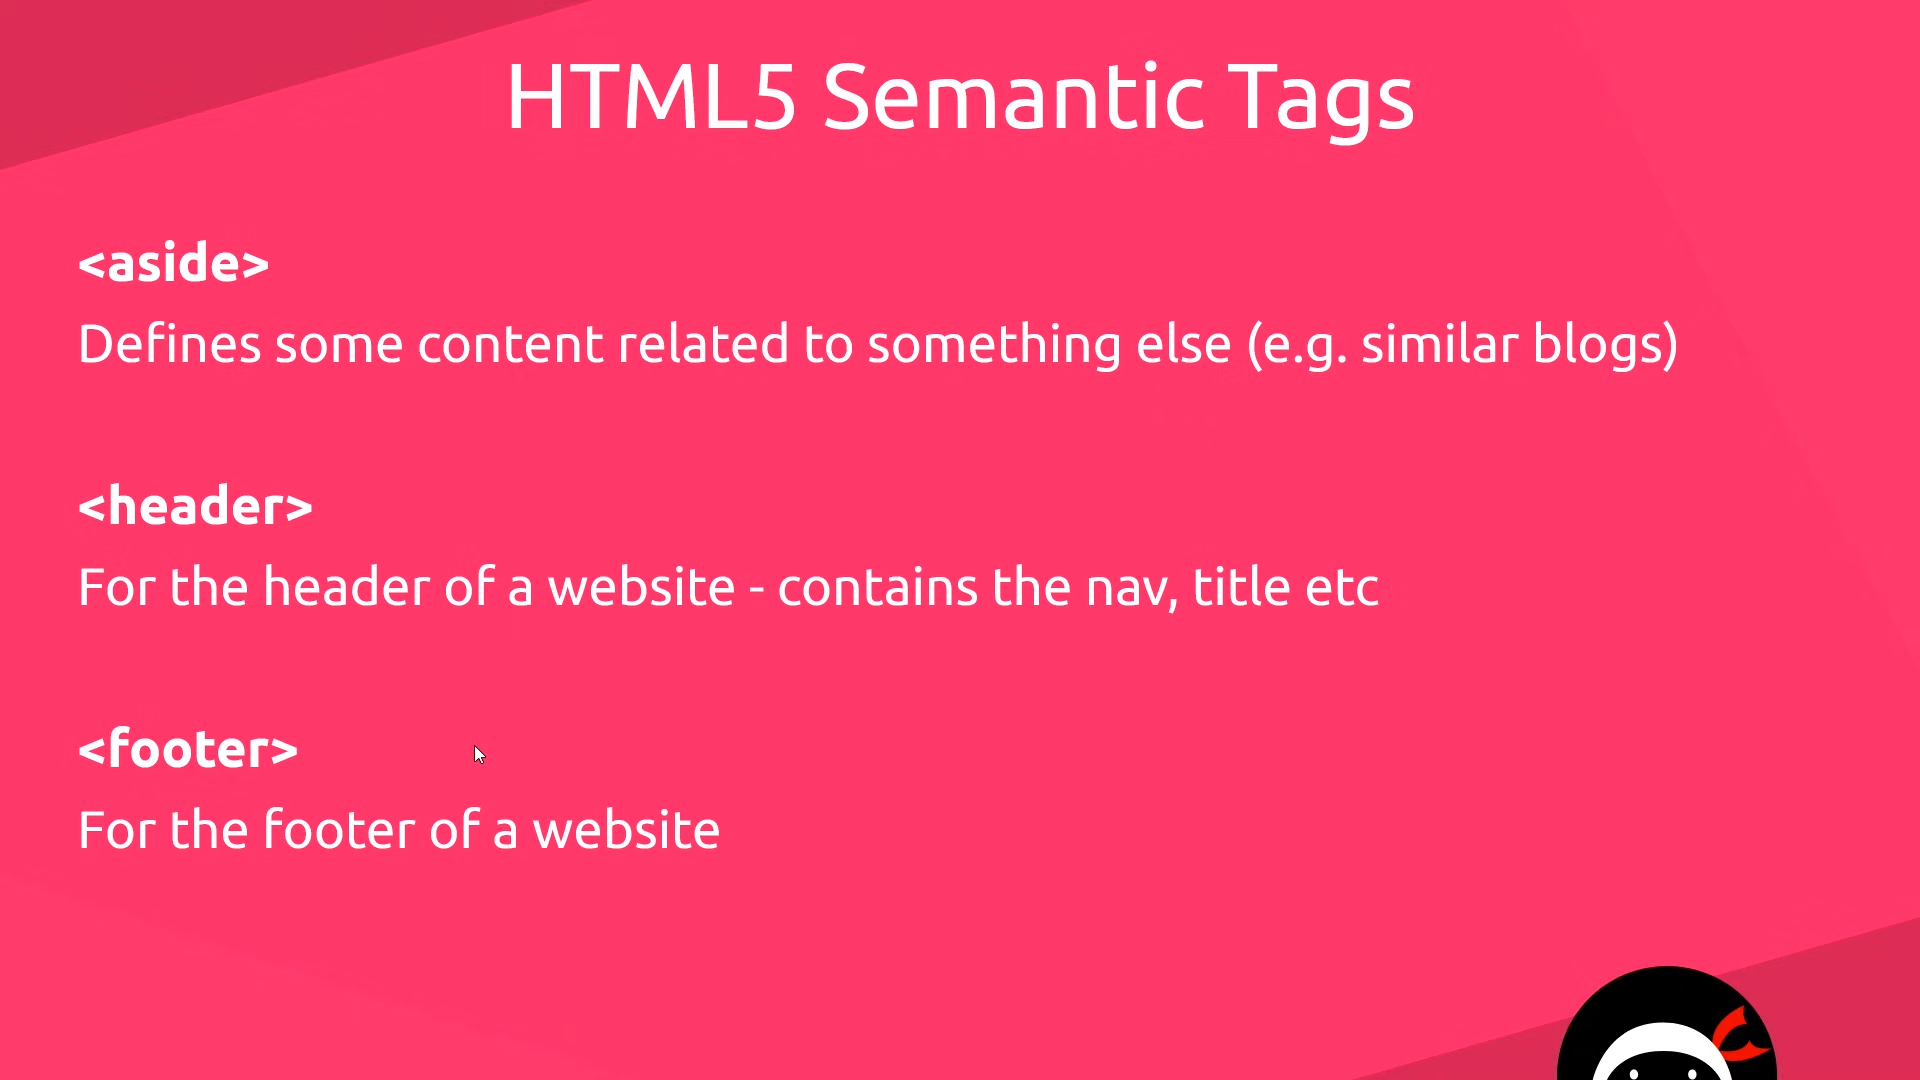 HTML5 Semantic Tags
<aside>
Defines some content related to something else (e.g. similar blogs)
<header>
For the header of a website - contains the nav, title etc
<footer>
For the footer of a website